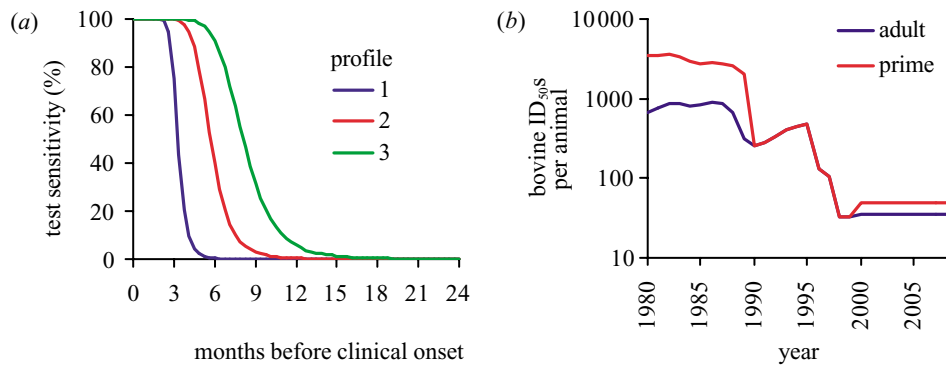 (a)
test sensitivity (%)
100
80
60
40
20
0
profile
1
2
3
0 3 6 9 12 15 18 21 24
months before clinical onset
(b)
bovine ID50s
per animal
10000
1000
100
10
adult
prime
1980 1985 1990 1995 2000 2005
year